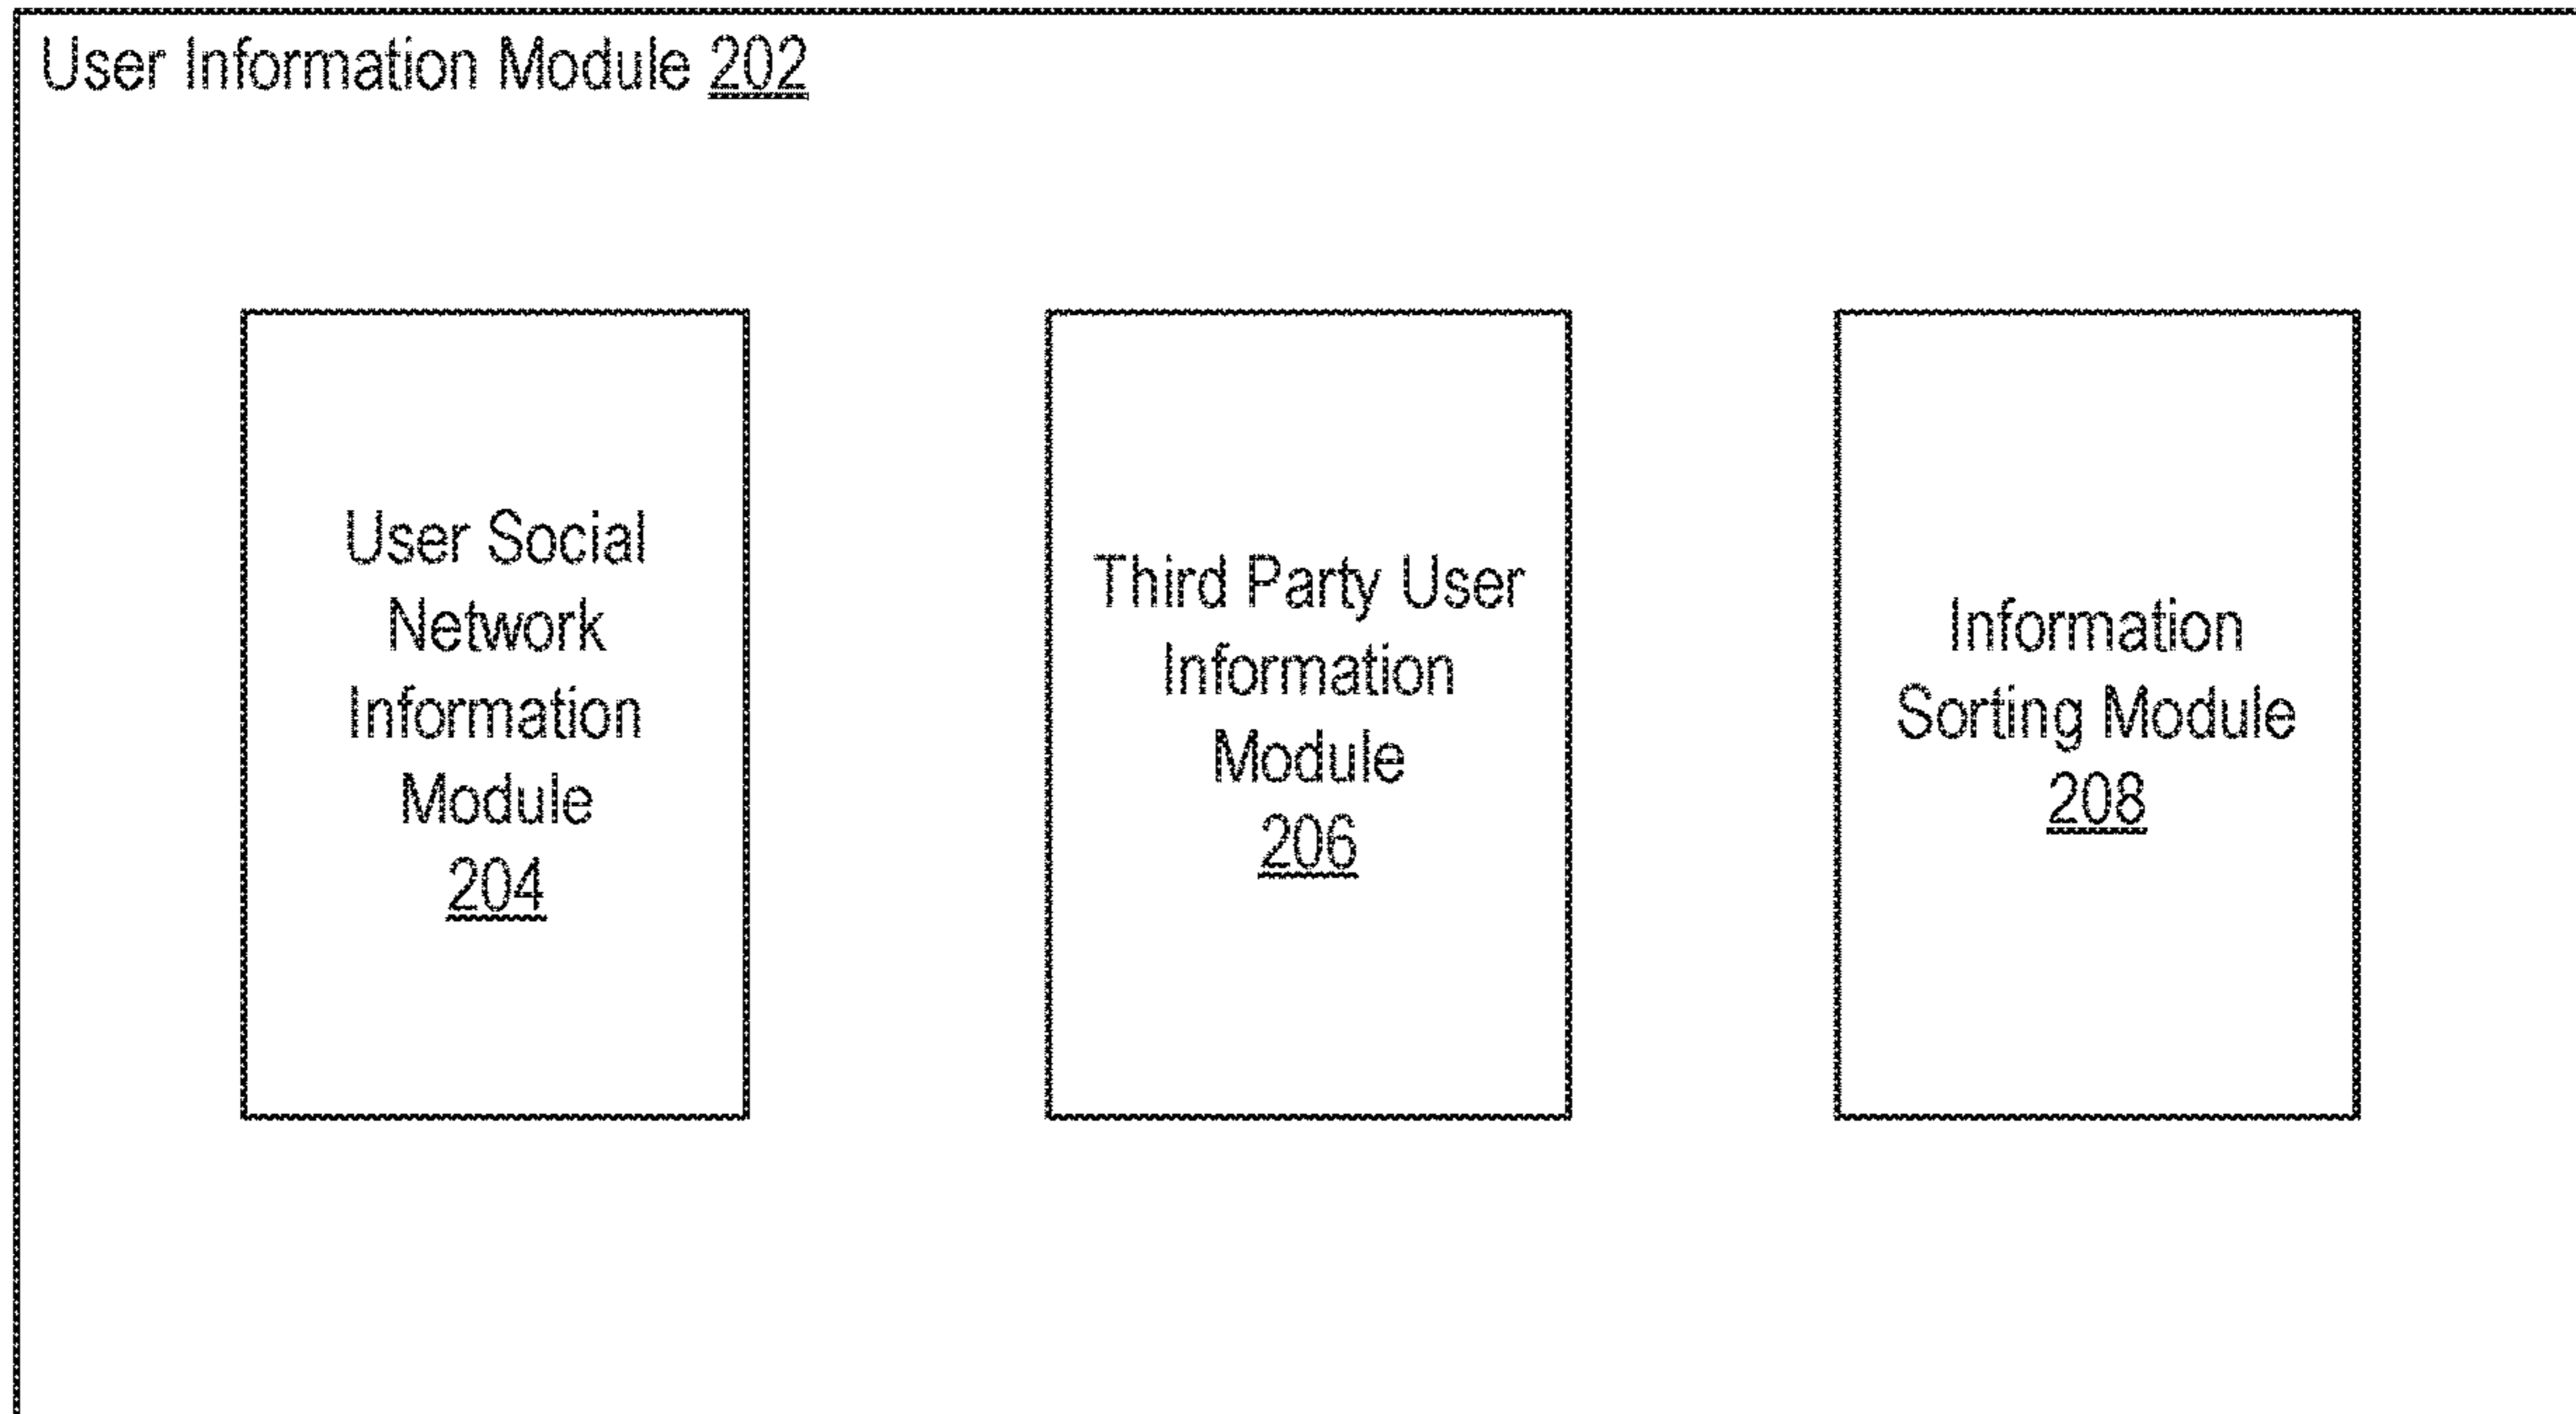 User Information Module 202
User Social
Network
Information
Module
204
Third Party User
Information
Module
206
Information
Sorting Module
208